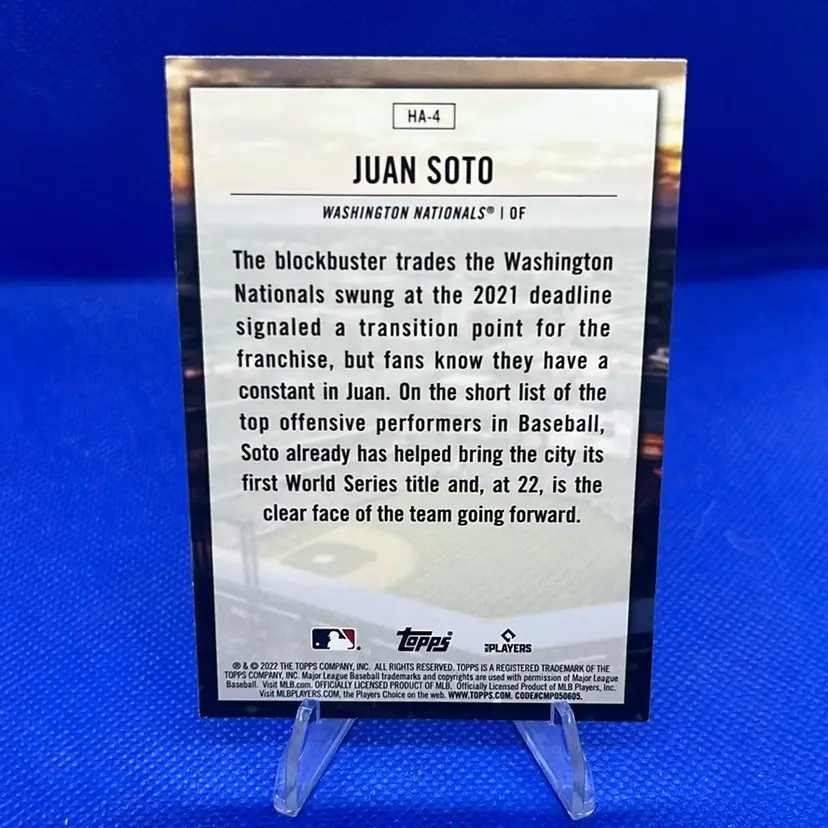 HA-4
JUAN SOTO
WASHINGTON NATIONALS® | OF
The blockbuster trades the Washington
Nationals swung at the 2021 deadline
signaled a transition point for the
franchise, but fans know they have a
constant in Juan. On the short list of the
top offensive performers in Baseball,
Soto already has helped bring the city its
first World Series title and, at 22, is the
clear face of the team going forward.
topps PLAYERS
® & © 2022 THE TOPPS COMPANY, INC. ALL RIGHTS RESERVED. TOPPS IS A REGISTERED TRADEMARK OF THE
TOPPS COMPANY, INC. Major League Baseball trademarks and copyrights are used with permission of Major League
Baseball. Visit MLB.com. OFFICIALLY LICENSED PRODUCT OF MLB. Officially Licensed Product of MLB Players, Inc.
Visit MLBPLAYERS.COM, the Players Choice on the web. WWW.TOPPS.COM. CODE#CMP050605.